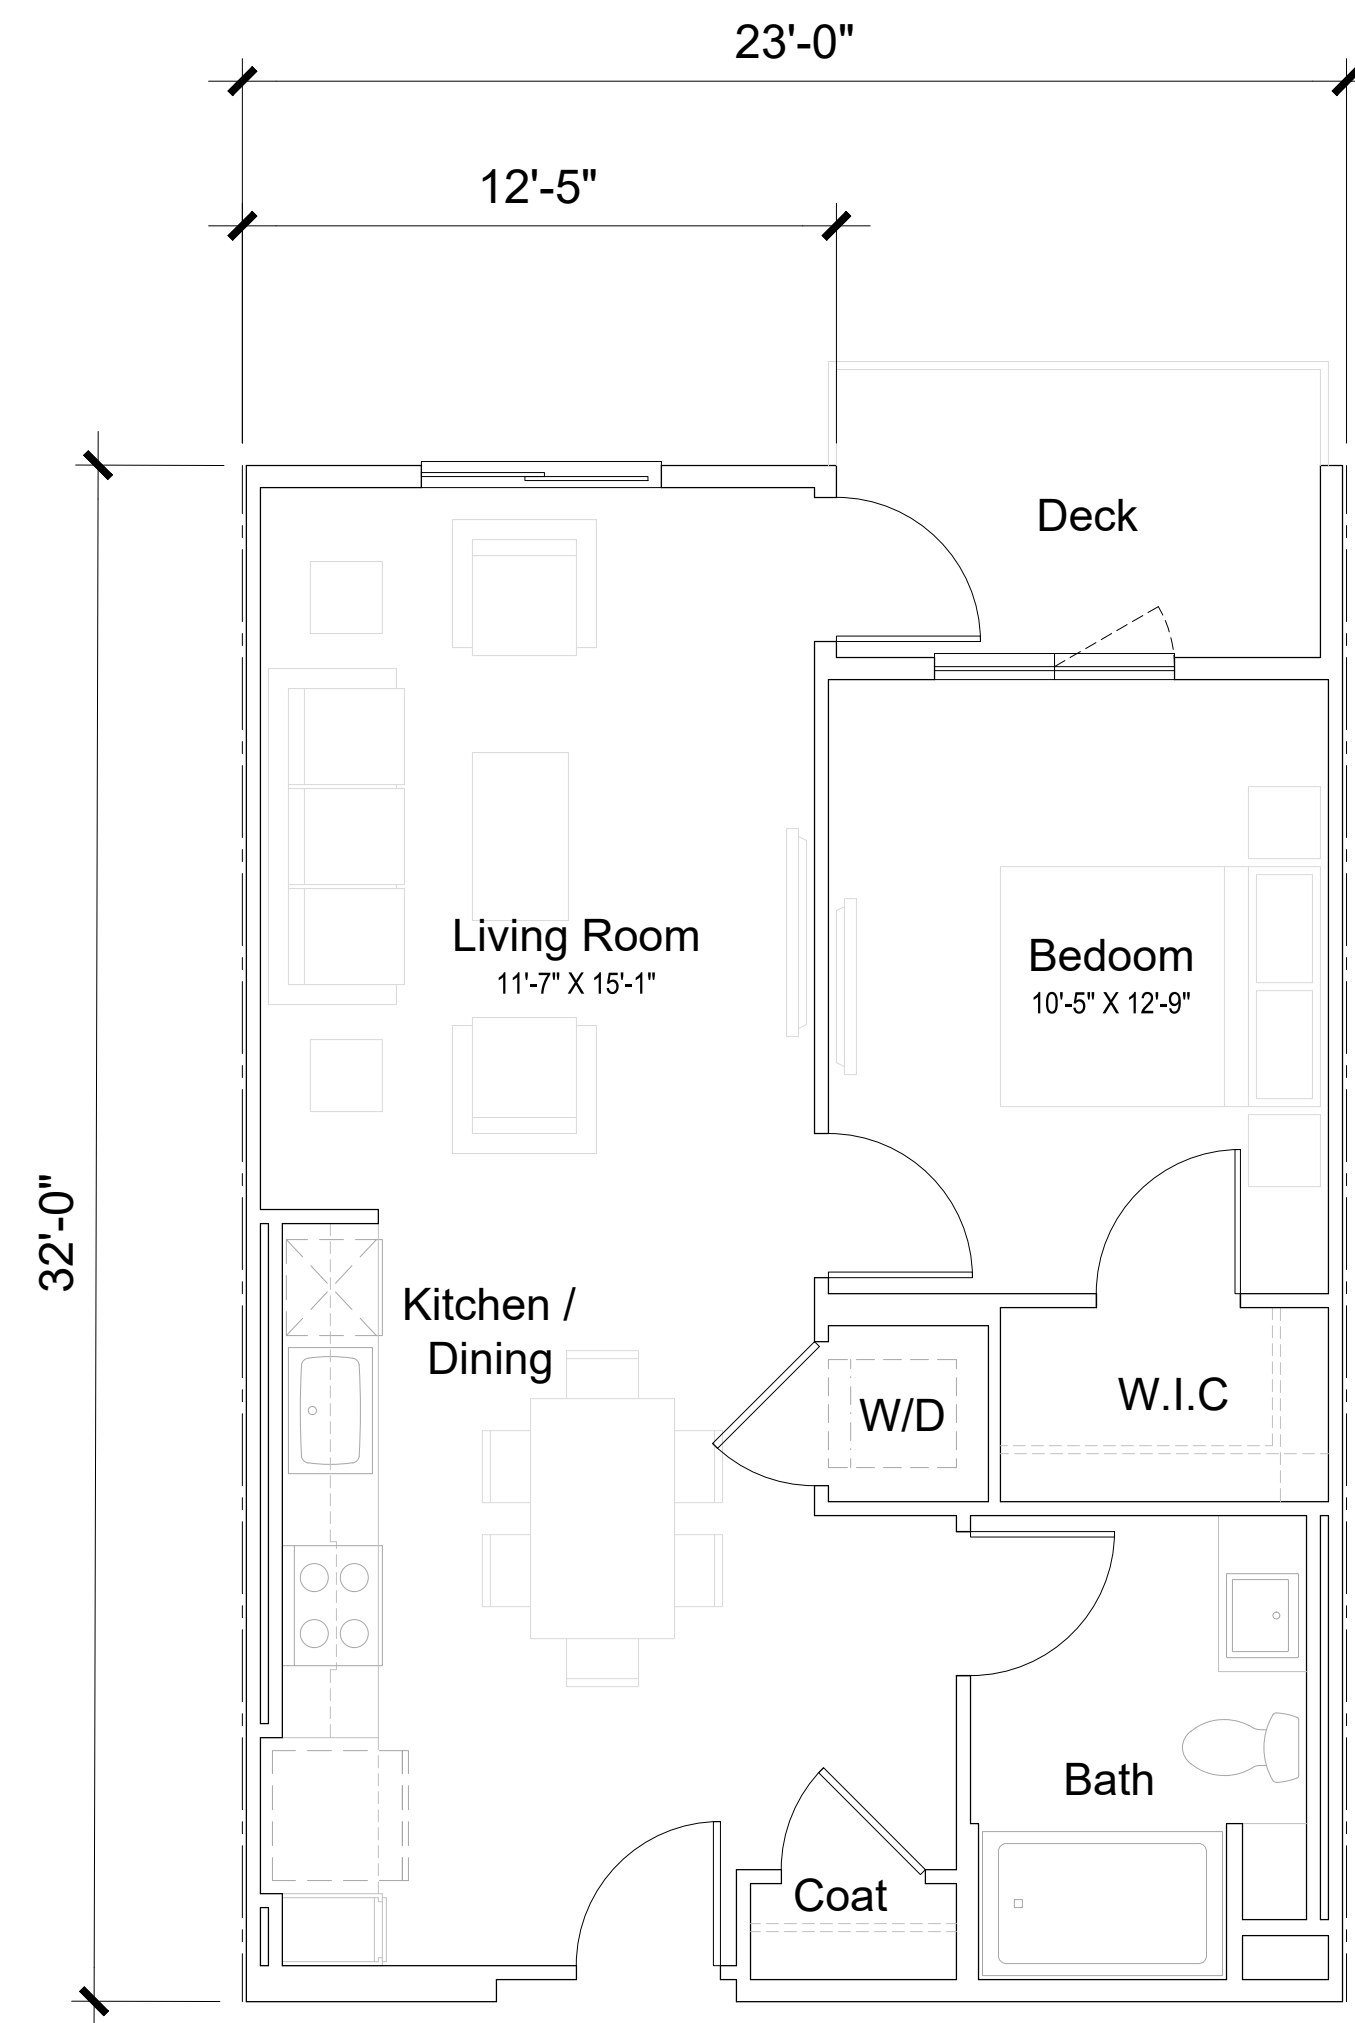 23'-0"
12'-5"
Deck
Living Room
11'-7" X 15'-1"
Bedoom
10'-5" X 12'-9"
32'-0"
Kitchen /
Dining
W/D
W.I.C
Bath
Coat